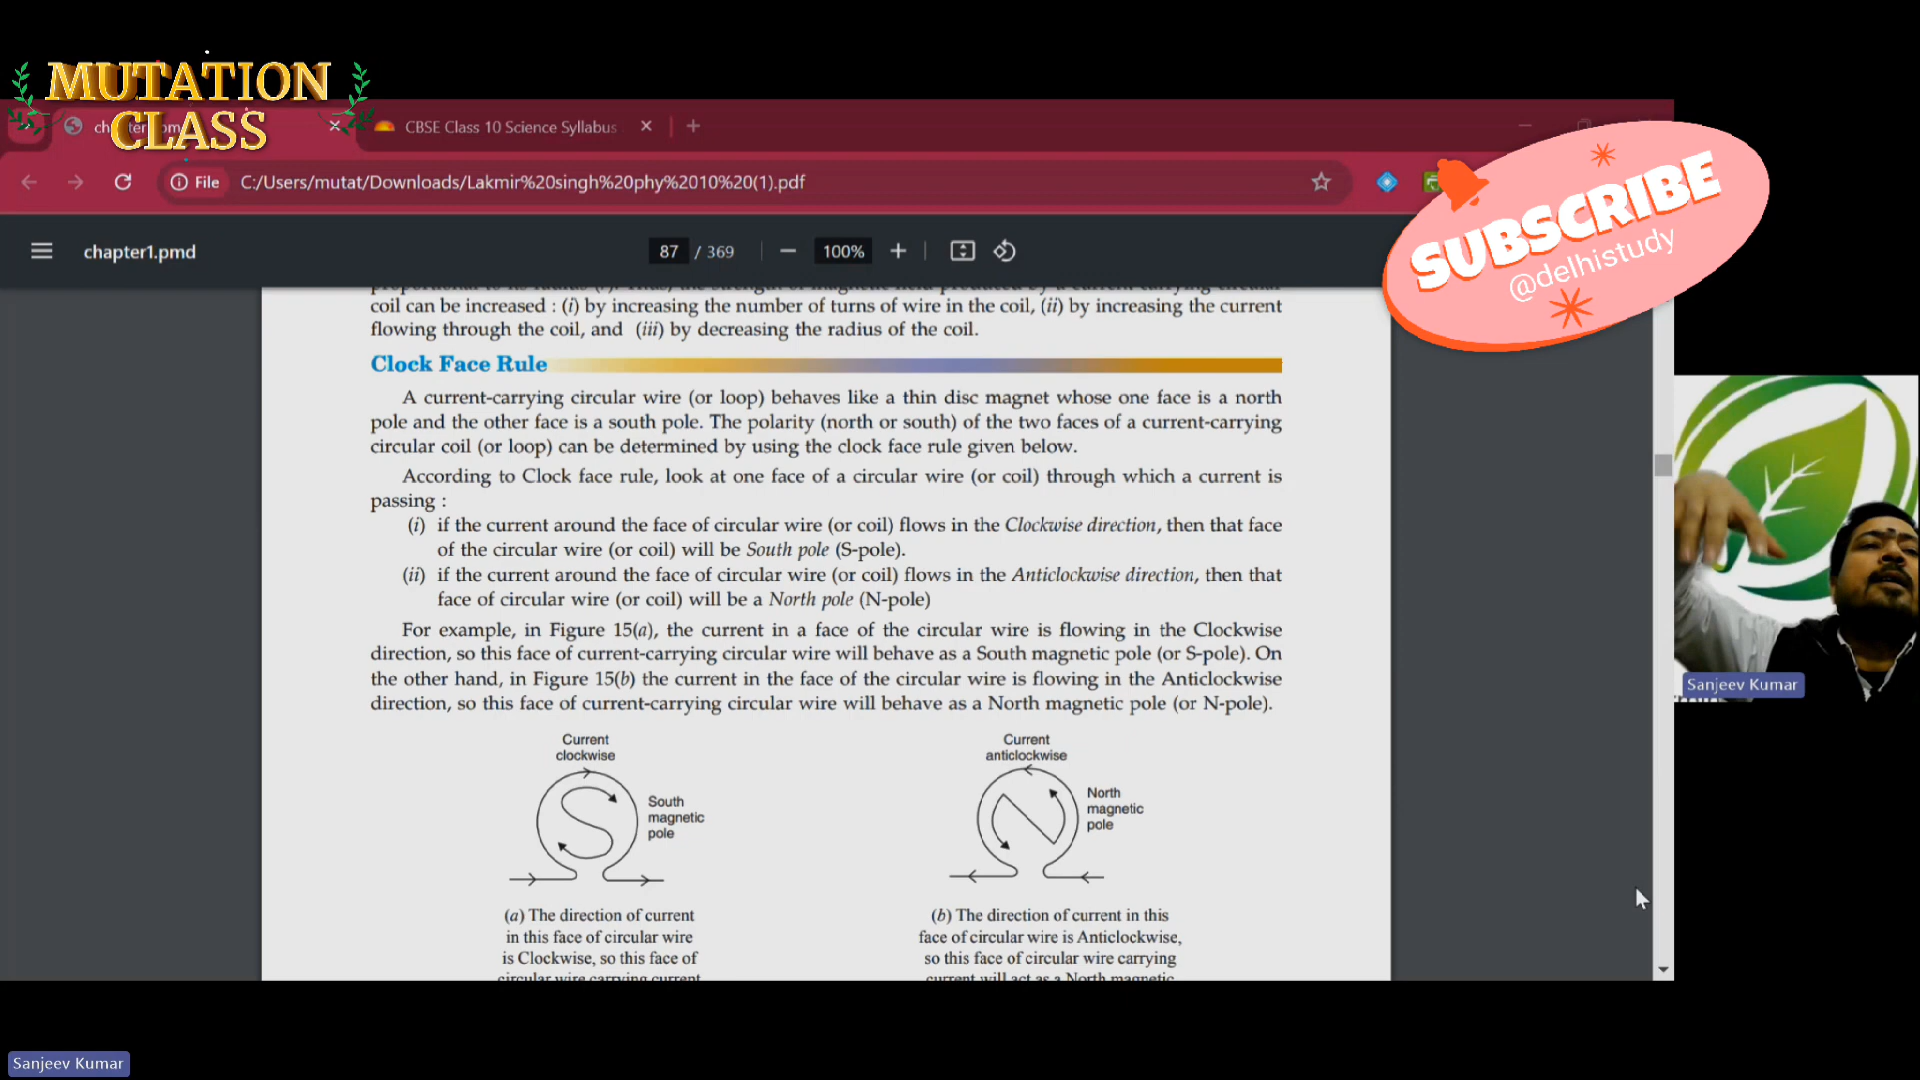 MUTATION
CLASS
CBSE Class 10 Science Syllabus
File
C:/Users/mutat/Downloads/Lakmir%20singh%20phy%2010%20(1).pdf
SUBSCRIBE
@delhistudy
chapter1.pmd
87 / 369
100%
coil can be increased : (i) by increasing the number of turns of wire in the coil, (ii) by increasing the current
flowing through the coil, and (iii) by decreasing the radius of the coil.
Clock Face Rule
A current-carrying circular wire (or loop) behaves like a thin disc magnet whose one face is a north
pole and the other face is a south pole. The polarity (north or south) of the two faces of a current-carrying
circular coil (or loop) can be determined by using the clock face rule given below.
According to Clock face rule, look at one face of a circular wire (or coil) through which a current is
passing :
(i) if the current around the face of circular wire (or coil) flows in the Clockwise direction, then that face
of the circular wire (or coil) will be South pole (S-pole).
(ii) if the current around the face of circular wire (or coil) flows in the Anticlockwise direction, then that
face of circular wire (or coil) will be a North pole (N-pole)
For example, in Figure 15(a), the current in a face of the circular wire is flowing in the Clockwise
direction, so this face of current-carrying circular wire will behave as a South magnetic pole (or S-pole). On
the other hand, in Figure 15(b) the current in the face of the circular wire is flowing in the Anticlockwise
direction, so this face of current-carrying circular wire will behave as a North magnetic pole (or N-pole).
Current
clockwise
South
magnetic
pole
S
(a) The direction of current
in this face of circular wire
is Clockwise, so this face of
circular wire carrying current
Current
anticlockwise
North
magnetic
pole
N
(b) The direction of current in this
face of circular wire is Anticlockwise,
so this face of circular wire carrying
current will act as a North magnetic
Sanjeev Kumar
Sanjeev Kumar